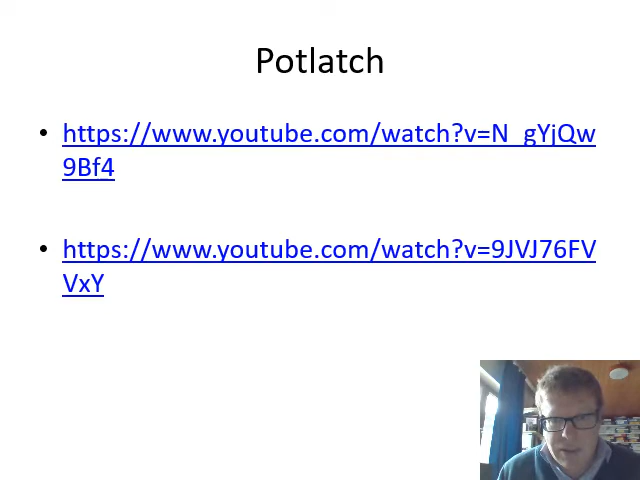 Potlatch
• https://www.youtube.com/watch?v=N_gYjQw
9Bf4
• https://www.youtube.com/watch?v=9JVJ76FV
VxY